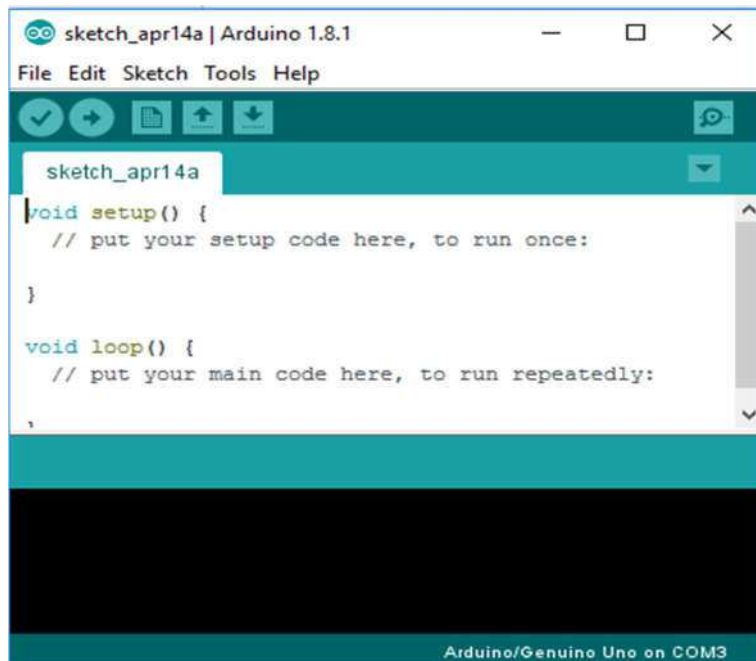 sketch_apr14a | Arduino 1.8.1
File Edit Sketch Tools Help
sketch_apr14a
void setup() {
  // put your setup code here, to run once:
}
void loop() {
  // put your main code here, to run repeatedly:
Arduino/Genuino Uno on COM3